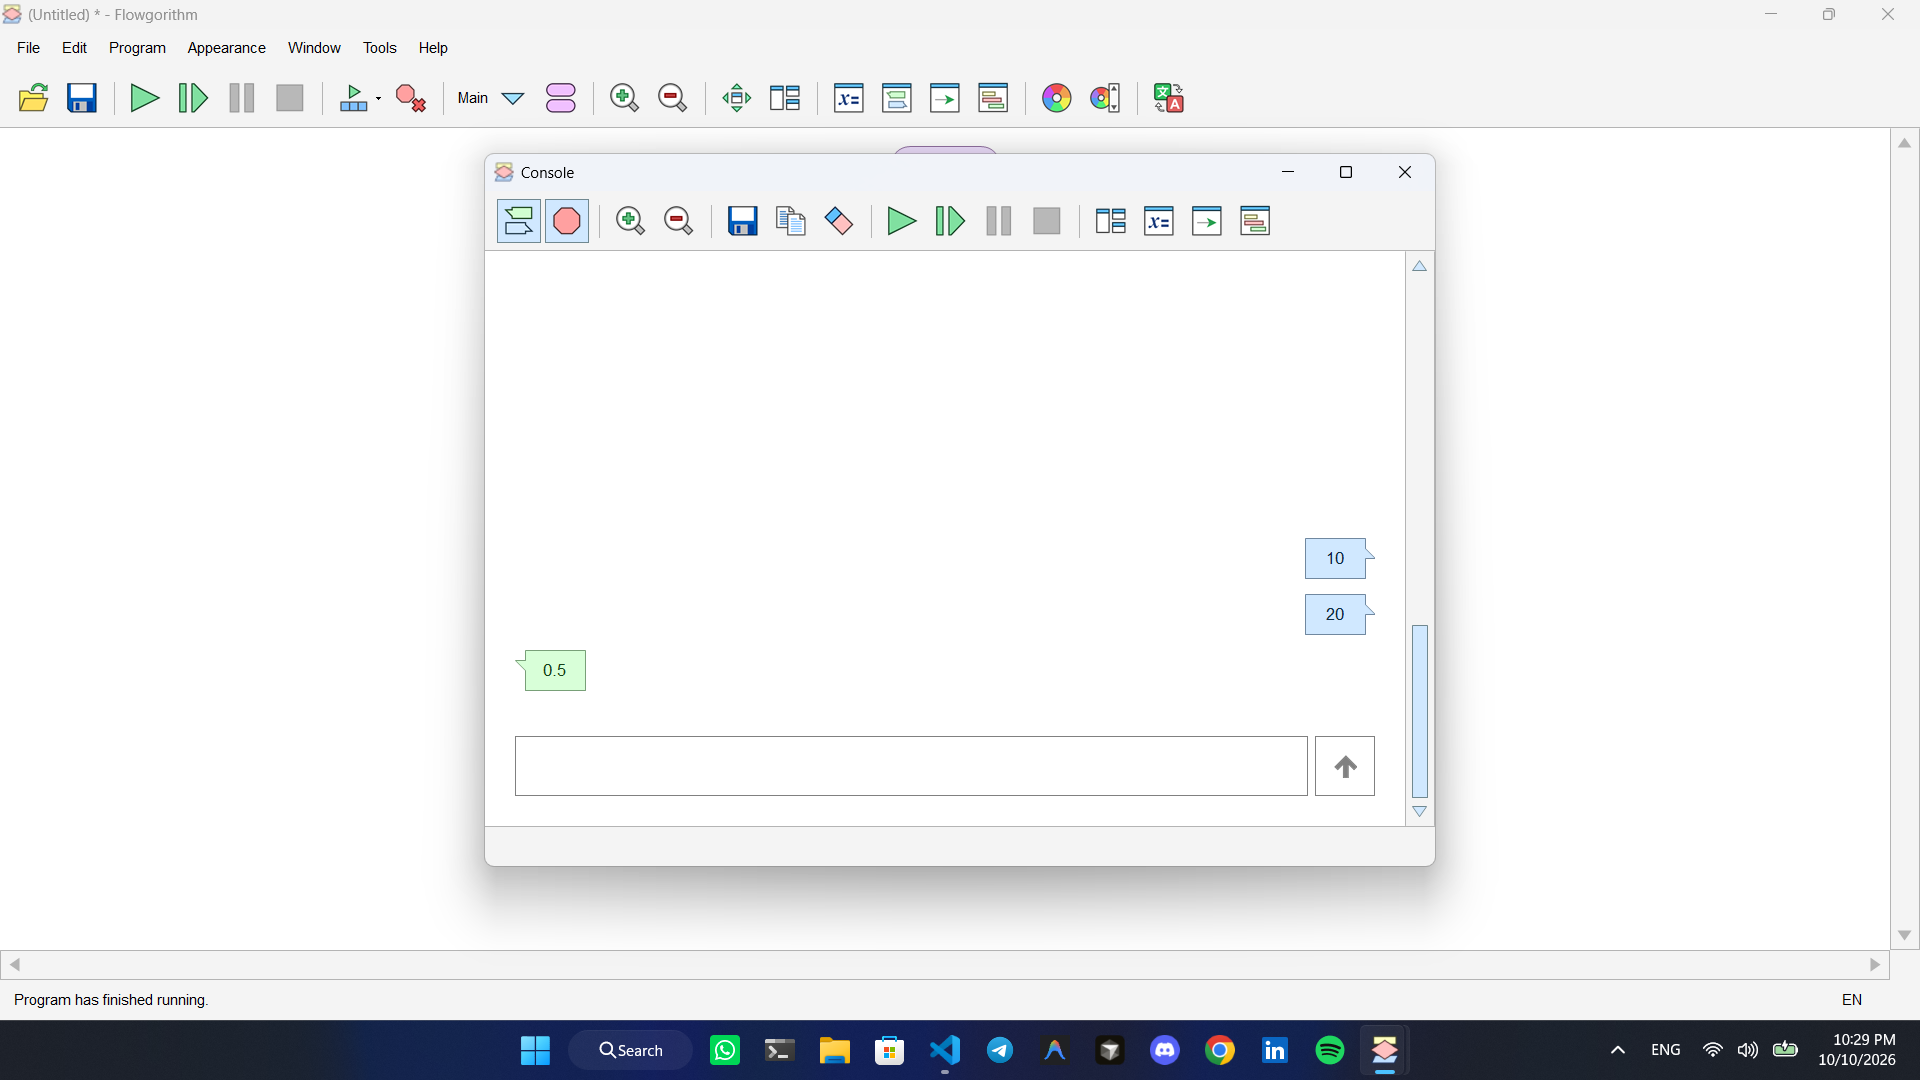 (Untitled) * - Flowgorithm
File Edit Program Appearance Window Tools Help
Main
x=
A
Console
x=
10
20
0.5
Program has finished running.
EN
Search
in
ENG
10:29 PM
10/10/2026